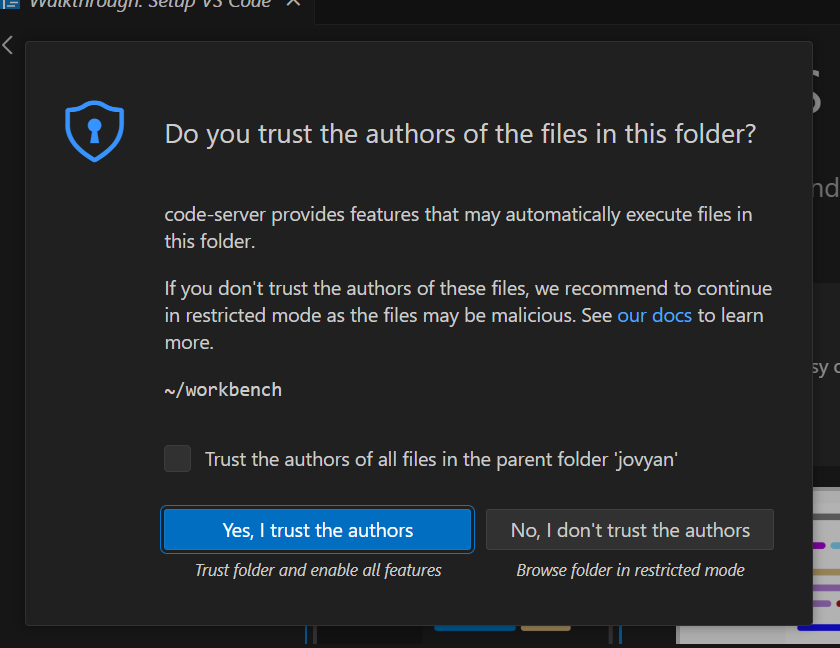 Walkthrough: Setup VS Code
Do you trust the authors of the files in this folder?
code-server provides features that may automatically execute files in
this folder.
If you don't trust the authors of these files, we recommend to continue
in restricted mode as the files may be malicious. See our docs to learn
more.
~/workbench
Trust the authors of all files in the parent folder 'jovyan'
Yes, I trust the authors
No, I don't trust the authors
Trust folder and enable all features
Browse folder in restricted mode